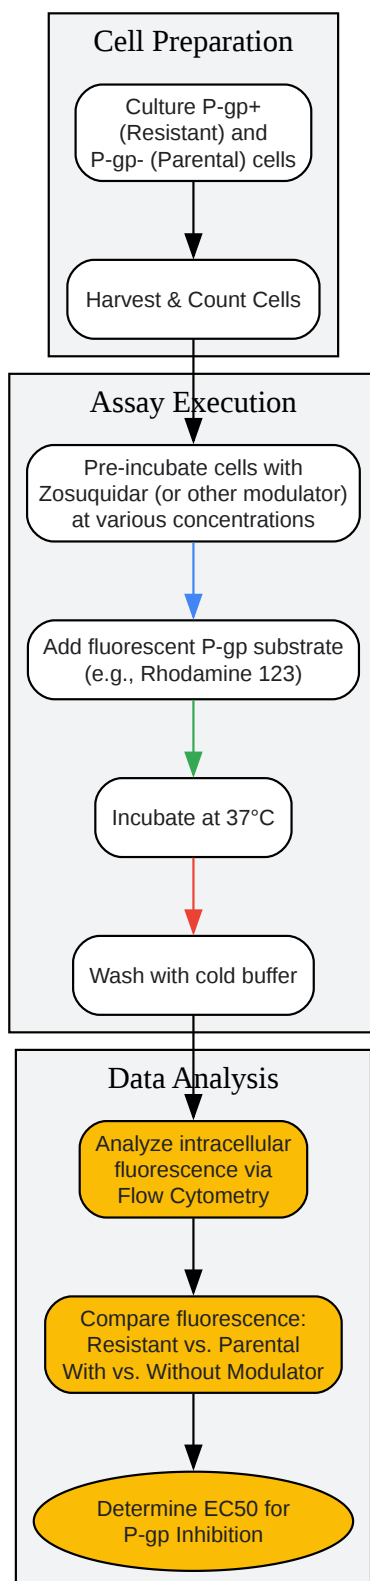 Cell Preparation
Culture P-gp+
(Resistant) and
P-gp- (Parental) cells
Harvest & Count Cells
Assay Execution
Pre-incubate cells with
Zosuquidar (or other modulator)
at various concentrations
Add fluorescent P-gp substrate
(e.g., Rhodamine 123)
Incubate at 37°C
Wash with cold buffer
Data Analysis
Analyze intracellular
fluorescence via
Flow Cytometry
Compare fluorescence:
Resistant vs. Parental
With vs. Without Modulator
Determine EC50 for
P-gp Inhibition